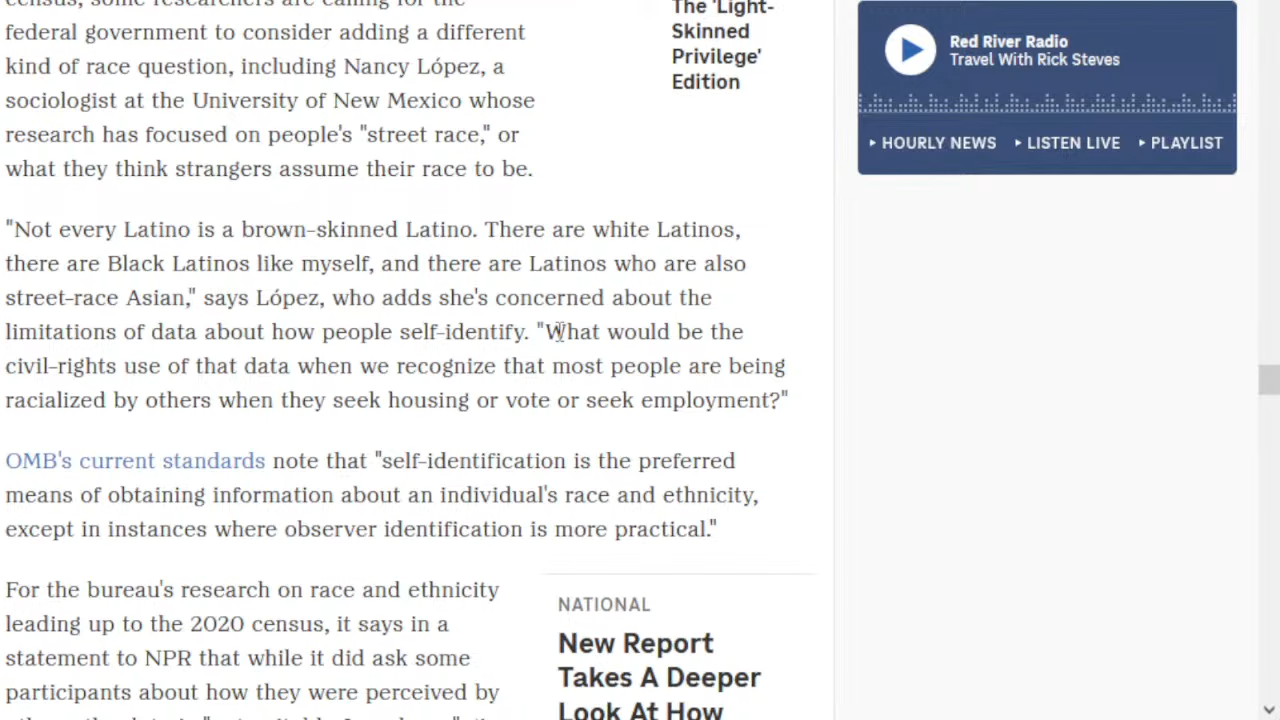 census, some researchers are calling for the
federal government to consider adding a different
kind of race question, including Nancy López, a
sociologist at the University of New Mexico whose
research has focused on people's "street race," or
what they think strangers assume their race to be.
The 'Light-
Skinned
Privilege'
Edition
"Not every Latino is a brown-skinned Latino. There are white Latinos,
there are Black Latinos like myself, and there are Latinos who are also
street-race Asian," says López, who adds she's concerned about the
limitations of data about how people self-identify. "What would be the
civil-rights use of that data when we recognize that most people are being
racialized by others when they seek housing or vote or seek employment?"
OMB's current standards note that "self-identification is the preferred
means of obtaining information about an individual's race and ethnicity,
except in instances where observer identification is more practical."
For the bureau's research on race and ethnicity
leading up to the 2020 census, it says in a
statement to NPR that while it did ask some
participants about how they were perceived by
NATIONAL
New Report
Takes A Deeper
Look At How
Red River Radio
Travel With Rick Steves
HOURLY NEWS
LISTEN LIVE
PLAYLIST